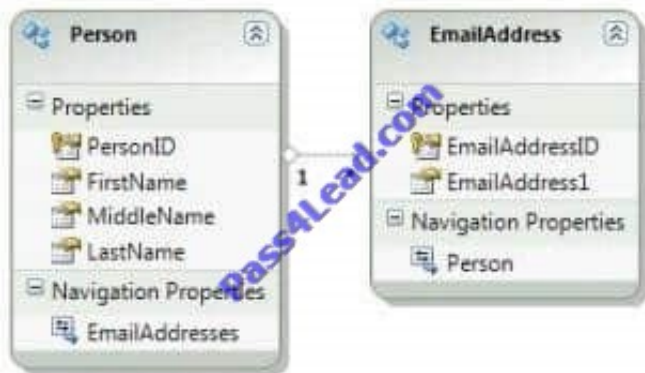 Person
Properties
PersonID
FirstName
MiddleName
LastName
Navigation Properties
EmailAddresses
1
EmailAddress
Properties
EmailAddressID
EmailAddress1
Navigation Properties
Person
Pass4Lead.com